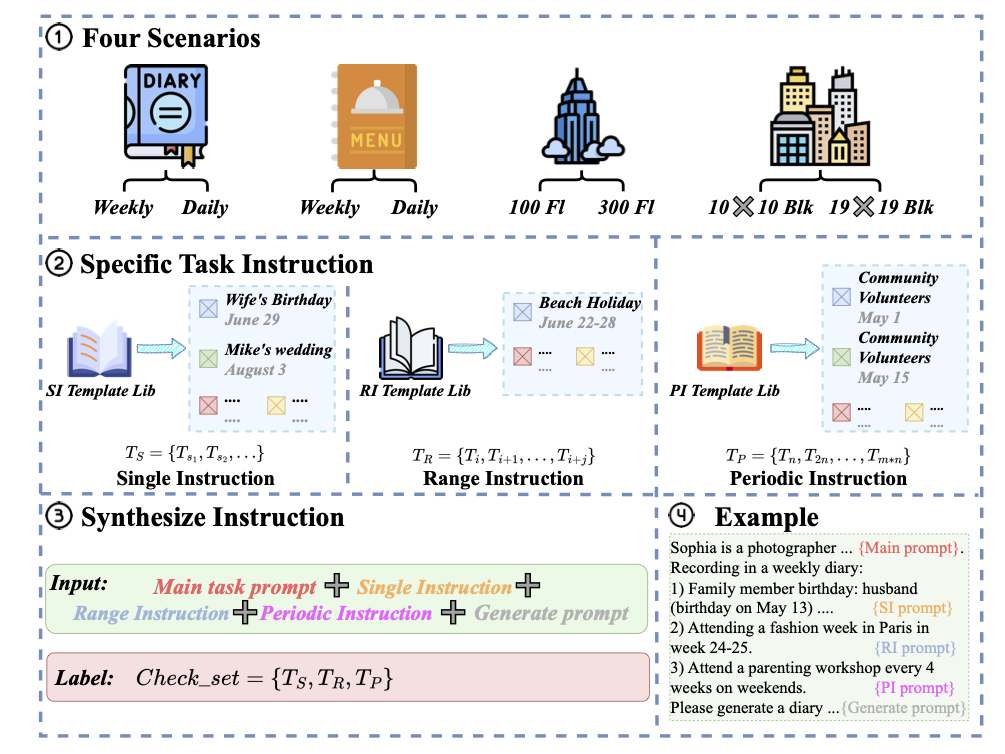 ① Four Scenarios
DIARY
MENU
Weekly Daily
Weekly Daily
100 Fl 300 Fl
10 ✖ 10 Blk 19 ✖ 19 Blk
② Specific Task Instruction
SI Template Lib
Wife's Birthday
June 29
Mike's wedding
August 3
.... ....
.... ....
T_S = {T_{s_1}, T_{s_2}, ...}
Single Instruction
RI Template Lib
Beach Holiday
June 22-28
.... ....
.... ....
T_R = {T_i, T_{i+1}, ..., T_{i+j}}
Range Instruction
PI Template Lib
Community
Volunteers
May 1
Community
Volunteers
May 15
.... ....
.... ....
T_P = {T_n, T_{2n}, ..., T_{m*n}}
Periodic Instruction
③ Synthesize Instruction
Input: Main task prompt + Single Instruction +
Range Instruction + Periodic Instruction + Generate prompt
Label: Check_set = {T_S, T_R, T_P}
④ Example
Sophia is a photographer ... {Main prompt}.
Recording in a weekly diary:
1) Family member birthday: husband
(birthday on May 13) .... {SI prompt}
2) Attending a fashion week in Paris in
week 24-25. {RI prompt}
3) Attend a parenting workshop every 4
weeks on weekends. {PI prompt}
Please generate a diary ...{Generate prompt}